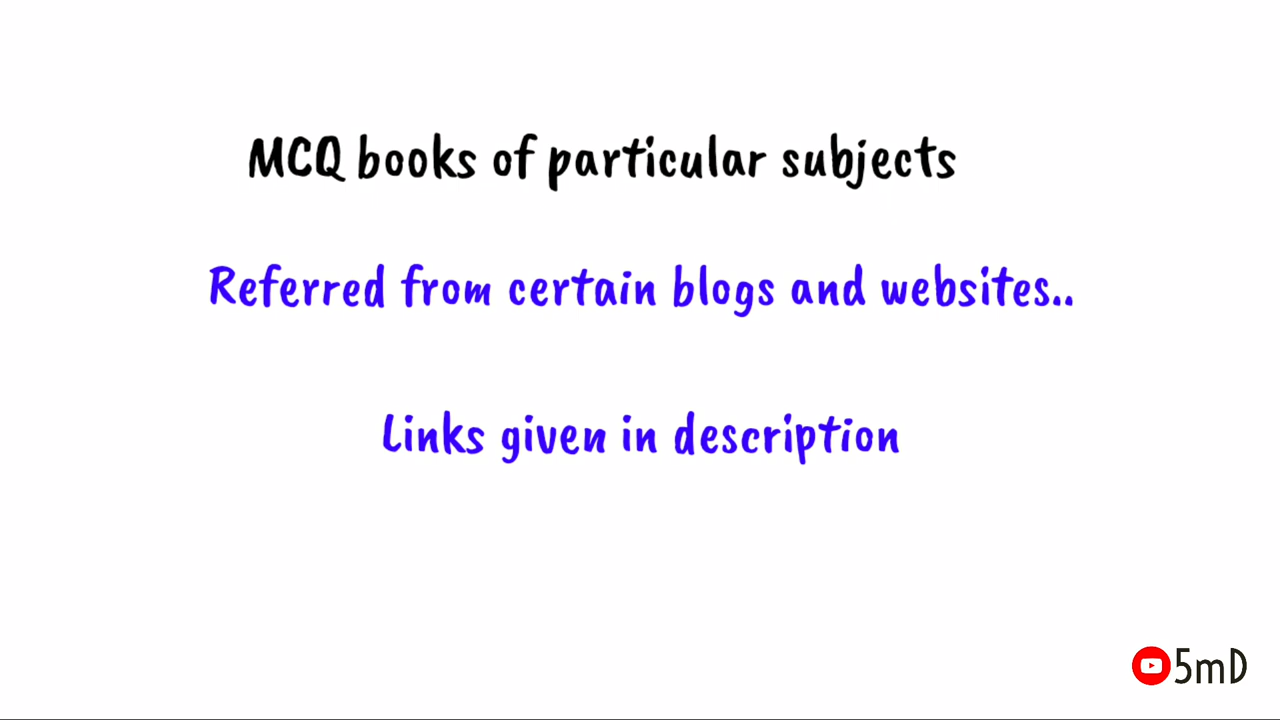 MCQ books of particular subjects
Referred from certain blogs and websites..
Links given in description
5mD